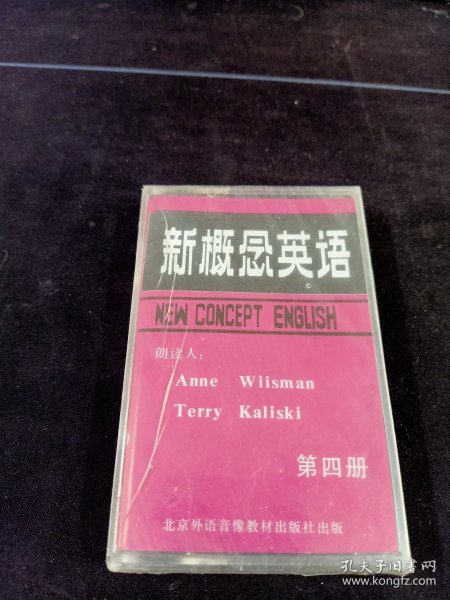 新概念英语
NEW CONCEPT ENGLISH
朗读人：
Anne Wiisman
Terry Kaliski
第四册
北京外语音像教材出版社出版
孔夫子旧书网
www.kongfz.com